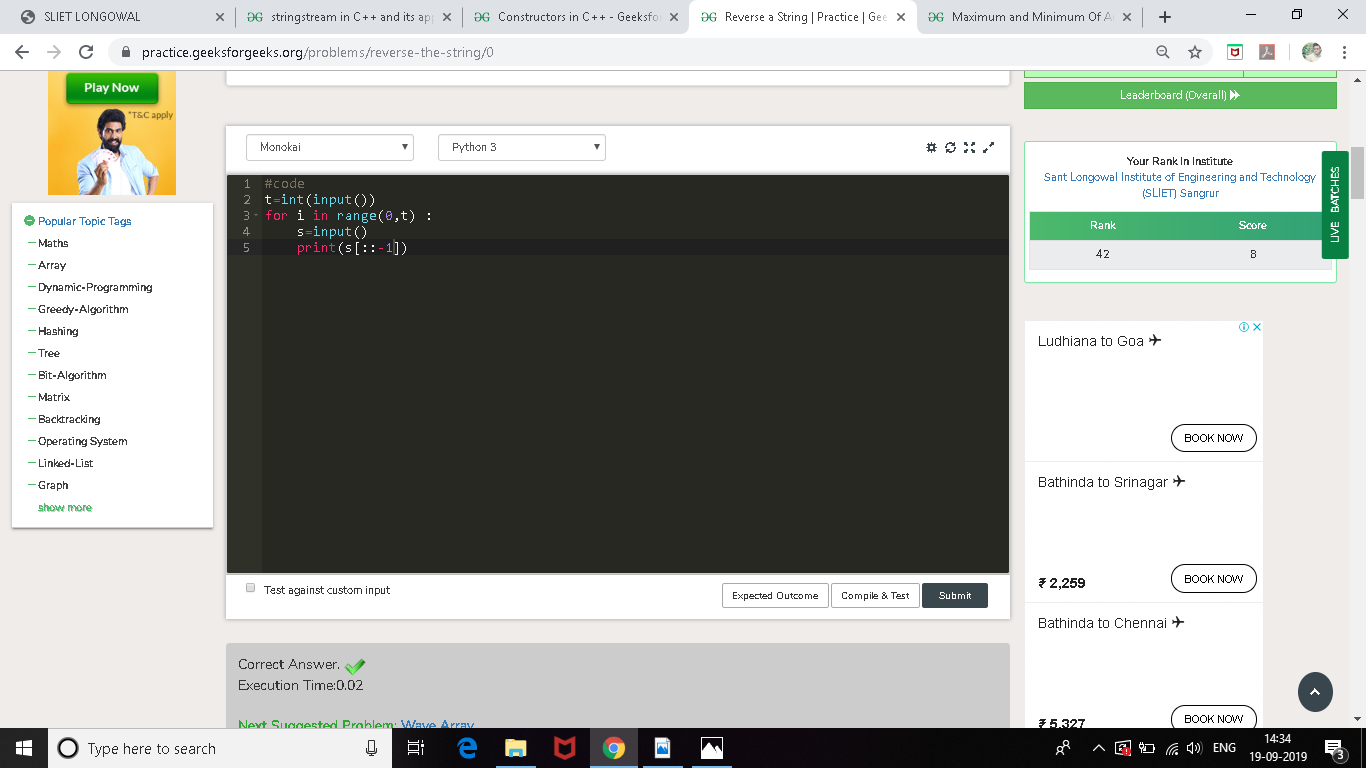 SLIET LONGOWAL
stringstream in C++ and its app
Constructors in C++ - Geeksfor
Reverse a String | Practice | Gee
Maximum and Minimum Of A
practice.geeksforgeeks.org/problems/reverse-the-string/0
Play Now
*T&C apply
Popular Topic Tags
Maths
Array
Dynamic-Programming
Greedy-Algorithm
Hashing
Tree
Bit-Algorithm
Matrix
Backtracking
Operating System
Linked-List
Graph
show more
Monokai
Python 3
1 #code
2 t=int(input())
3 for i in range(0,t) :
4 s=input()
5 print(s[::-1])
Test against custom input
Expected Outcome
Compile & Test
Submit
Correct Answer.
Execution Time:0.02
Next Suggested Problem: Wave Array
Leaderboard (Overall)
Your Rank In Institute
Sant Longowal Institute of Engineering and Technology
(SLIET) Sangrur
Rank Score
42 8
LIVE BATCHES
Ludhiana to Goa
BOOK NOW
Bathinda to Srinagar
₹ 2,259
BOOK NOW
Bathinda to Chennai
₹ 5,327
BOOK NOW
Type here to search
ENG
14:34
19-09-2019
3